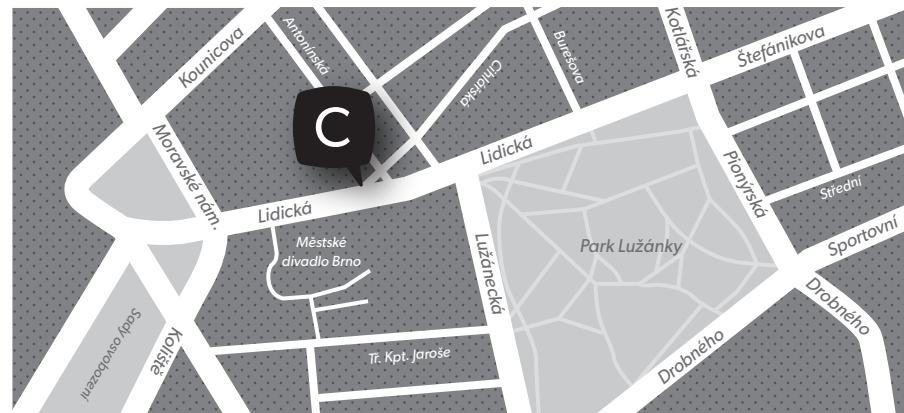 Kounicova
Antonínská
Cihlářská
Burešova
Kotlářská
Štefánikova
C
Moravské nám.
Lidická
Lidická
Pionýrská
Střední
Sportovní
Městské
divadlo Brno
Lužánecká
Park Lužánky
Drobného
Sady osvobození
Koliště
Tř. Kpt. Jaroše
Drobného